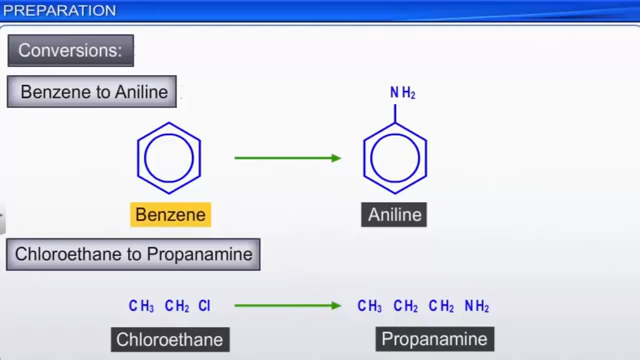 PREPARATION
Conversions:
Benzene to Aniline
NH₂
Benzene
Aniline
Chloroethane to Propanamine
CH₃ CH₂ Cl
CH₃ CH₂ CH₂ NH₂
Chloroethane
Propanamine